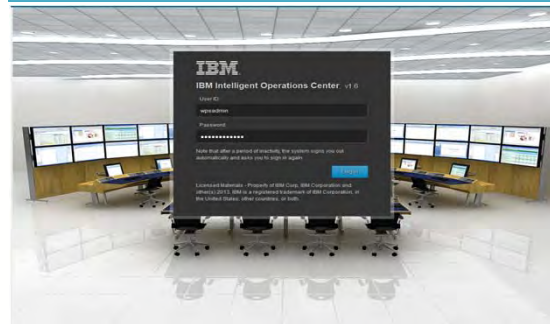 IBM
IBM Intelligent Operations Center v1.6
User ID:
wpsadmin
Password:
••••••••••••
Note that after a period of inactivity, the system signs you out
automatically and asks you to sign in again.
Licensed Materials - Property of IBM Corp, IBM Corporation and
other(s) 2013. IBM is a registered trademark of IBM Corporation, in
the United States, other countries, or both.